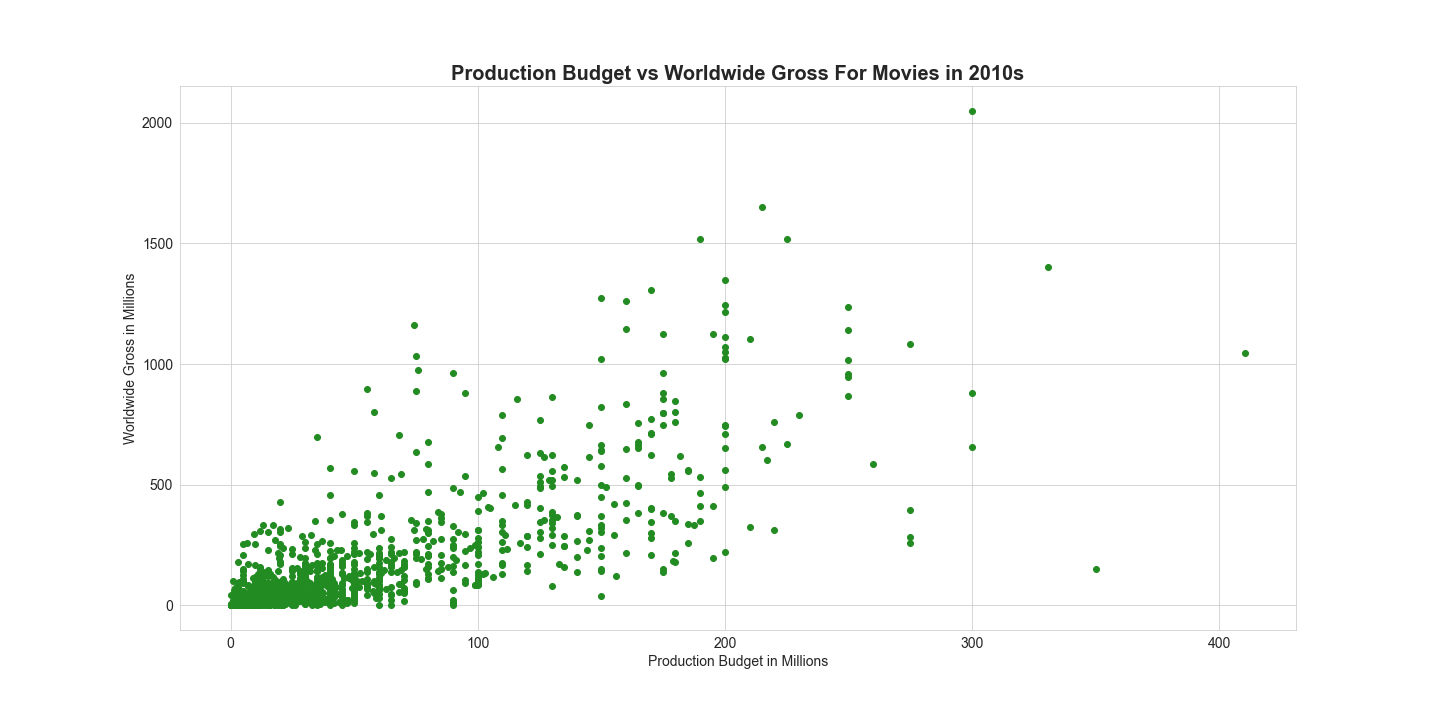 Production Budget vs Worldwide Gross For Movies in 2010s
2000
1500
1000
500
0
Worldwide Gross in Millions
0 100 200 300 400
Production Budget in Millions